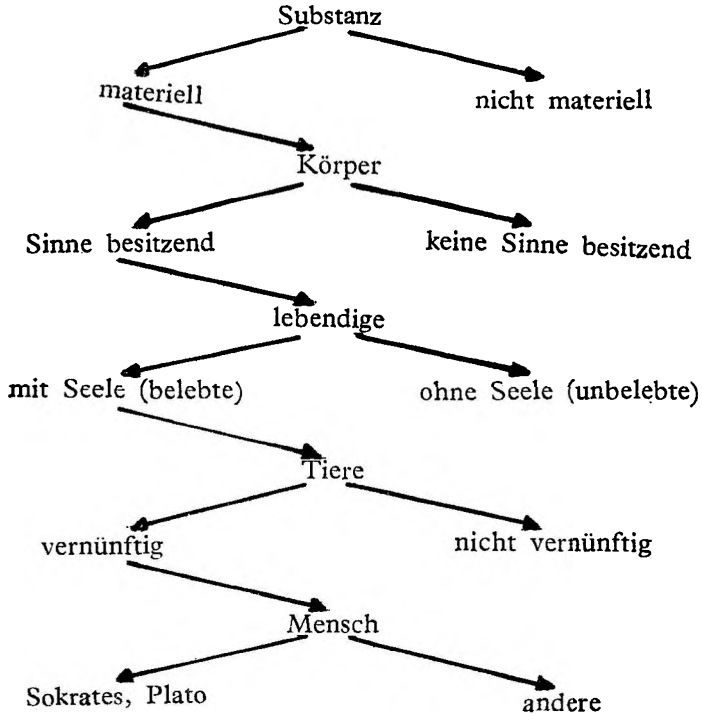 Substanz
materiell
nicht materiell
Körper
Sinne besitzend
keine Sinne besitzend
lebendige
mit Seele (belebte)
ohne Seele (unbelebte)
Tiere
vernünftig
nicht vernünftig
Mensch
Sokrates, Plato
andere